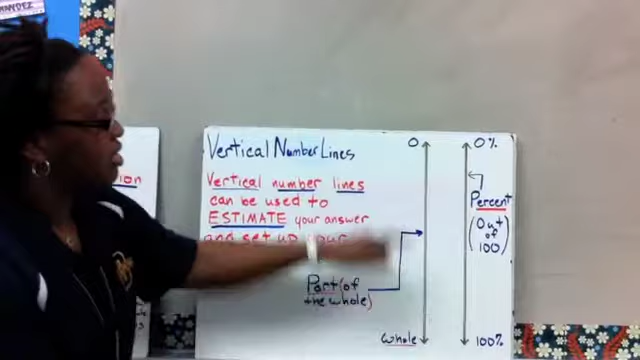 Vertical Number Lines
Vertical number lines
can be used to
ESTIMATE your answer
and set up your
Part (of
the whole)
0
whole
0%
Percent
(Out
of
100)
100%